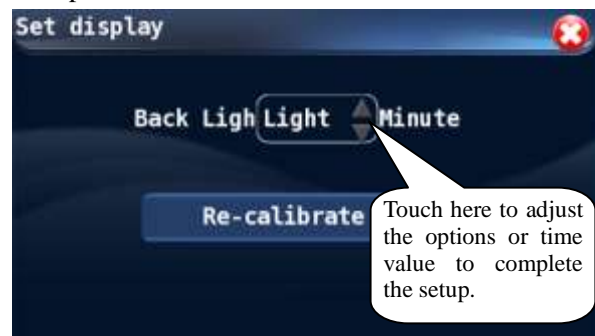 Set display
Back Ligh Light Minute
Re-calibrate
Touch here to adjust
the options or time
value to complete
the setup.